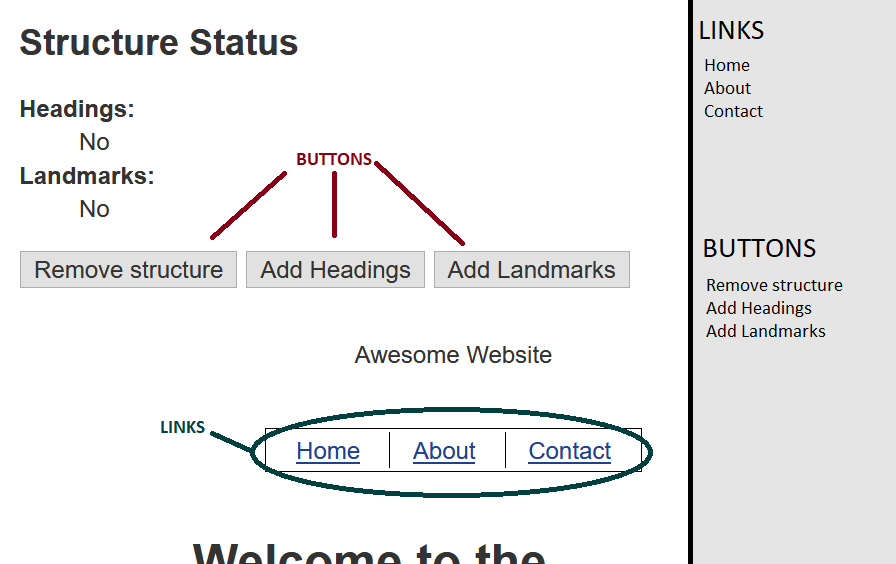 Structure Status
Headings:
No
Landmarks:
No
BUTTONS
Remove structure
Add Headings
Add Landmarks
Awesome Website
LINKS
Home
About
Contact
Welcome to the
LINKS
Home
About
Contact
BUTTONS
Remove structure
Add Headings
Add Landmarks